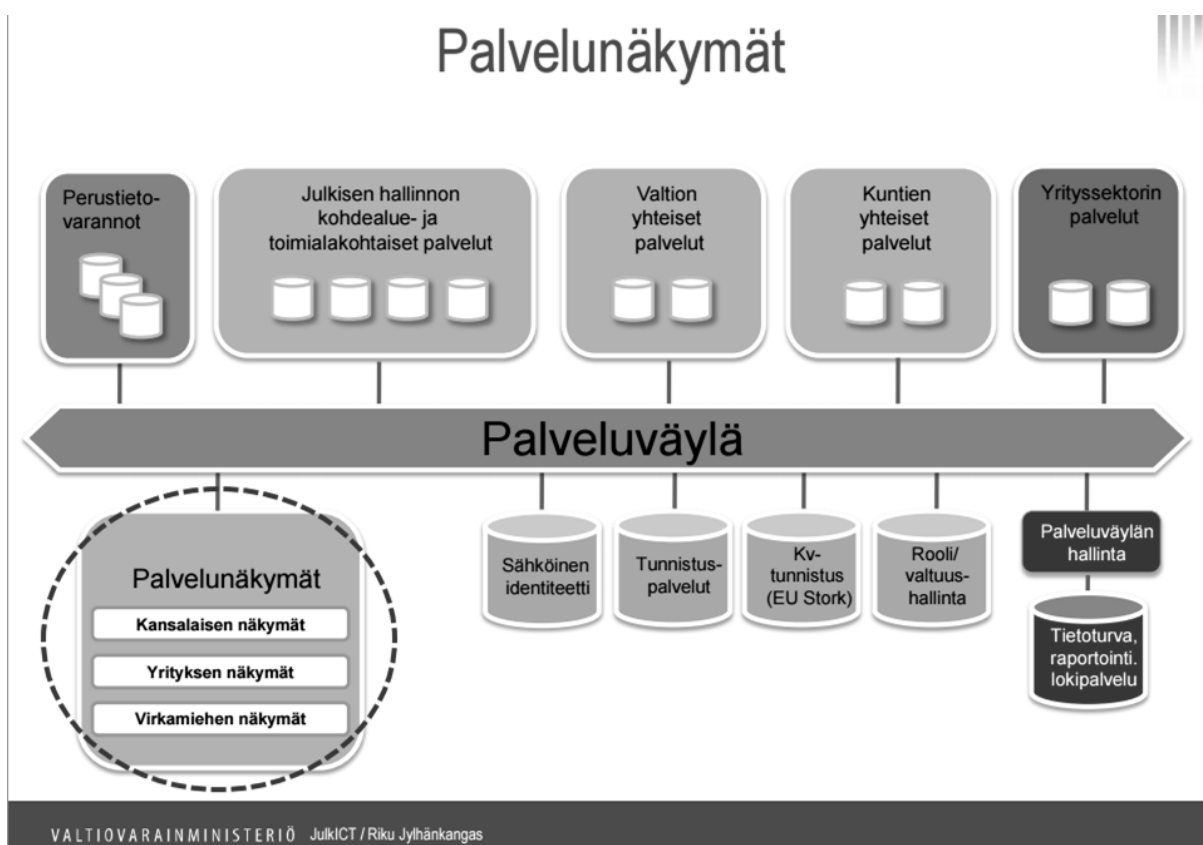 Palvelunäkymät
Perustieto-
varannot
Julkisen hallinnon
kohdealue- ja
toimialakohtaiset palvelut
Valtion
yhteiset
palvelut
Kuntien
yhteiset
palvelut
Yrityssektorin
palvelut
Palveluväylä
Palvelunäkymät
Kansalaisen näkymät
Yrityksen näkymät
Virkamiehen näkymät
Sähköinen
identiteetti
Tunnistus-
palvelut
Kv-
tunnistus
(EU Stork)
Rooli/
valtuus-
hallinta
Palveluväylän
hallinta
Tietoturva,
raportointi.
lokipalvelu
VALTIOVARAINMINISTERIÖ JulkICT / Riku Jylhänkangas